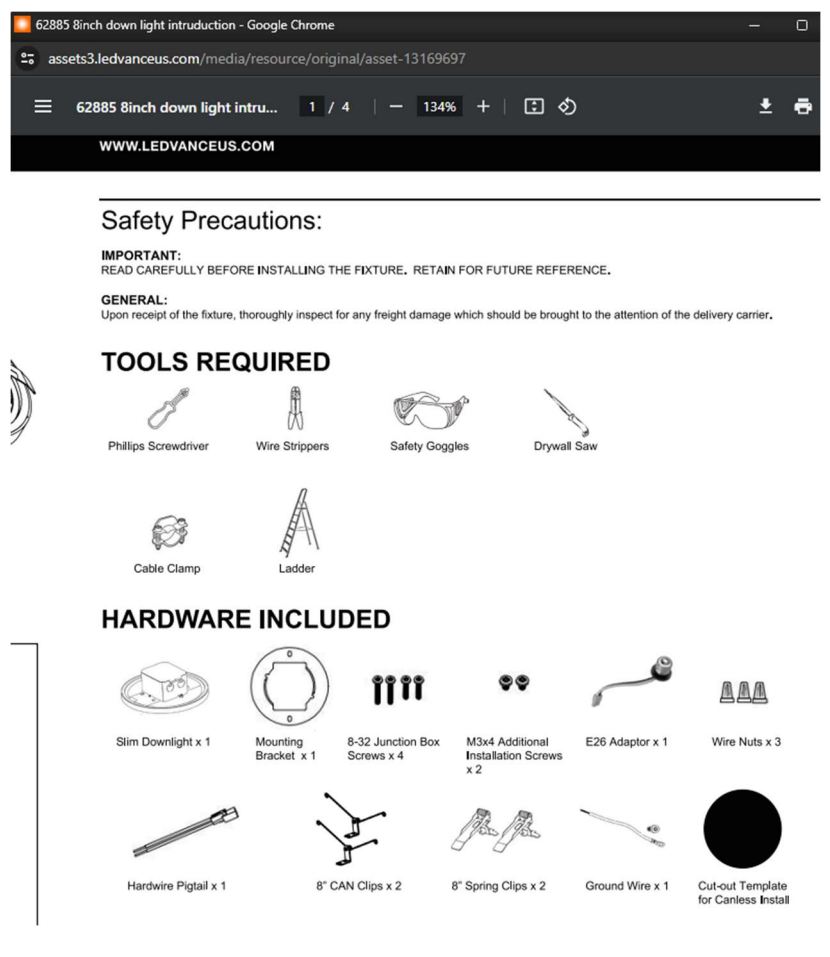 62885 8inch down light intruduction - Google Chrome
assets3.ledvanceus.com/media/resource/original/asset-13169697
62885 8inch down light intru... 1 / 4 134%
WWW.LEDVANCEUS.COM
Safety Precautions:
IMPORTANT:
READ CAREFULLY BEFORE INSTALLING THE FIXTURE. RETAIN FOR FUTURE REFERENCE.
GENERAL:
Upon receipt of the fixture, thoroughly inspect for any freight damage which should be brought to the attention of the delivery carrier.
TOOLS REQUIRED
Phillips Screwdriver
Wire Strippers
Safety Goggles
Drywall Saw
Cable Clamp
Ladder
HARDWARE INCLUDED
Slim Downlight x 1
Mounting
Bracket x 1
8-32 Junction Box
Screws x 4
M3x4 Additional
Installation Screws
x 2
E26 Adaptor x 1
Wire Nuts x 3
Hardwire Pigtail x 1
8" CAN Clips x 2
8" Spring Clips x 2
Ground Wire x 1
Cut-out Template
for Canless Install